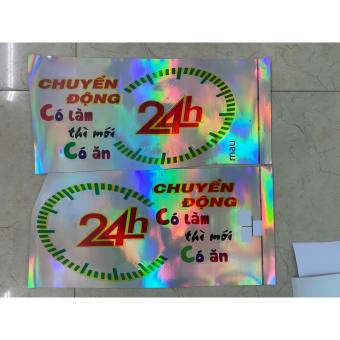 CHUYỂN
ĐỘNG
24h
Có làm
thì mới
Có ăn
mau
CHUYỂN
ĐỘNG
24h
Có làm
thì mới
Có ăn